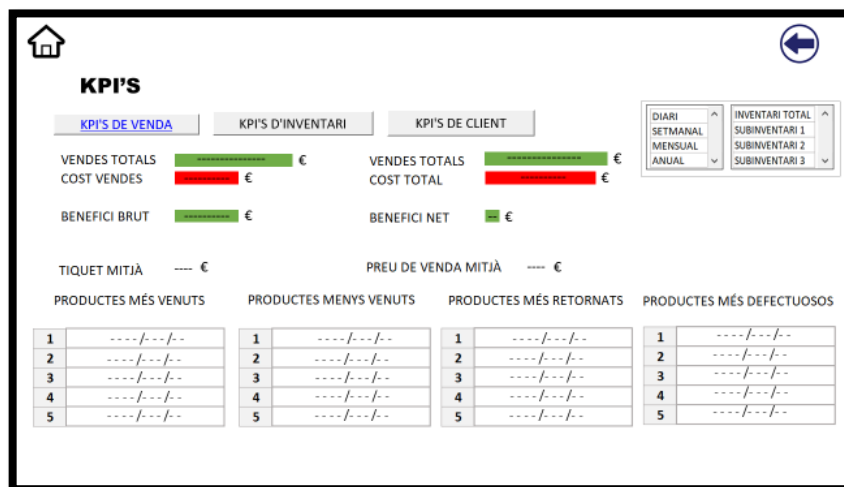 KPI'S
KPI'S DE VENDA
KPI'S D'INVENTARI
KPI'S DE CLIENT
DIARI
SETMANAL
MENSUAL
ANUAL
INVENTARI TOTAL
SUBINVENTARI 1
SUBINVENTARI 2
SUBINVENTARI 3
VENDES TOTALS --------------- €
COST VENDES ---------- €
BENEFICI BRUT ---------- €
VENDES TOTALS --------------- €
COST TOTAL ---------- €
BENEFICI NET -- €
TIQUET MITJÀ ---- €
PREU DE VENDA MITJÀ ---- €
PRODUCTES MÉS VENUTS
1 ----/---/--
2 ----/---/--
3 ----/---/--
4 ----/---/--
5 ----/---/--
PRODUCTES MENYS VENUTS
1 ----/---/--
2 ----/---/--
3 ----/---/--
4 ----/---/--
5 ----/---/--
PRODUCTES MÉS RETORNATS
1 ----/---/--
2 ----/---/--
3 ----/---/--
4 ----/---/--
5 ----/---/--
PRODUCTES MÉS DEFECTUOSOS
1 ----/---/--
2 ----/---/--
3 ----/---/--
4 ----/---/--
5 ----/---/--